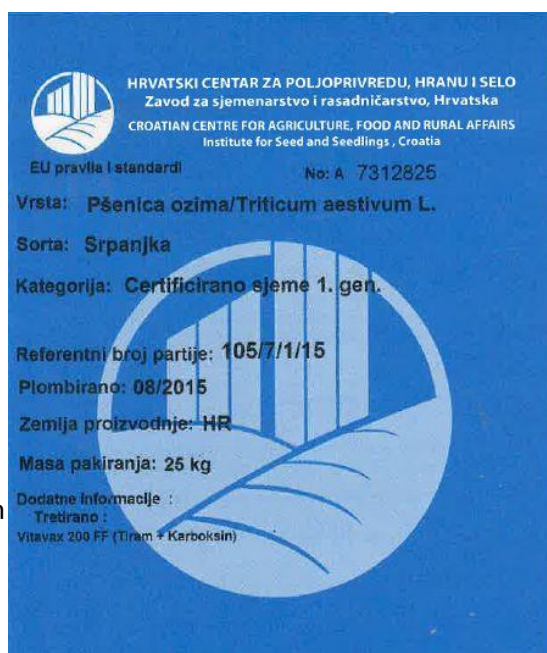 HRVATSKI CENTAR ZA POLJOPRIVREDU, HRANU I SELO
Zavod za sjemenarstvo i rasadničarstvo, Hrvatska
CROATIAN CENTRE FOR AGRICULTURE, FOOD AND RURAL AFFAIRS
Institute for Seed and Seedlings , Croatia
EU pravila i standardi No: A 7312825
Vrsta: Pšenica ozima/Triticum aestivum L.
Sorta: Srpanjka
Kategorija: Certificirano sjeme 1. gen.
Referentni broj partije: 105/7/1/15
Plombirano: 08/2015
Zemlja proizvodnje: HR
Masa pakiranja: 25 kg
Dodatne informacije :
Tretirano :
Vitavax 200 FF (Tiram + Karboksin)